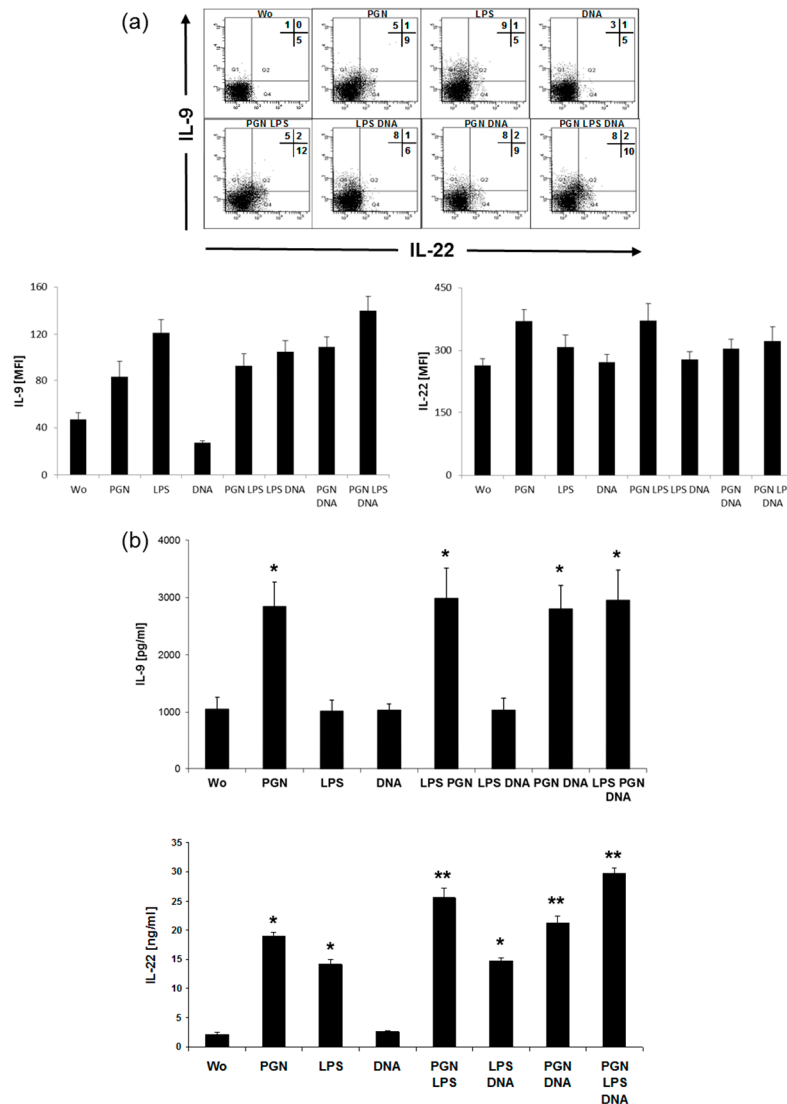 (a)
Wo PGN LPS DNA
1 0
5
5 1
9
9 1
5
3 1
5
Q1 Q2
Q4
PGN LPS LPS DNA PGN DNA PGN LPS DNA
5 2
12
8 1
6
8 2
9
8 2
10
IL-9
IL-22
160
120
80
40
0
IL-9 [MFI]
Wo PGN LPS DNA PGN LPS LPS DNA PGN DNA PGN LPS DNA
450
300
150
0
IL-22 [MFI]
Wo PGN LPS DNA PGN LPS LPS DNA PGN DNA PGN LP DNA
(b)
4000
3000
2000
1000
0
IL-9 [pg/ml]
* * * *
Wo PGN LPS DNA LPS PGN LPS DNA PGN DNA LPS PGN DNA
35
30
25
20
15
10
5
0
IL-22 [ng/ml]
* * ** * ** **
Wo PGN LPS DNA PGN LPS LPS DNA PGN DNA PGN LPS DNA